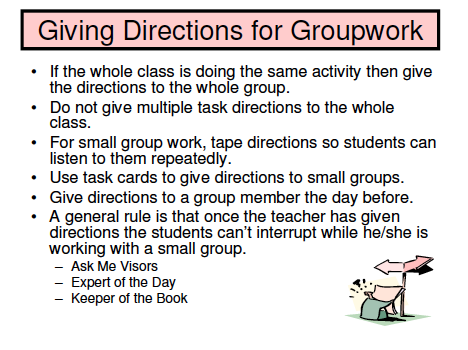 Giving Directions for Groupwork
• If the whole class is doing the same activity then give
the directions to the whole group.
• Do not give multiple task directions to the whole
class.
• For small group work, tape directions so students can
listen to them repeatedly.
• Use task cards to give directions to small groups.
• Give directions to a group member the day before.
• A general rule is that once the teacher has given
directions the students can’t interrupt while he/she is
working with a small group.
– Ask Me Visors
– Expert of the Day
– Keeper of the Book